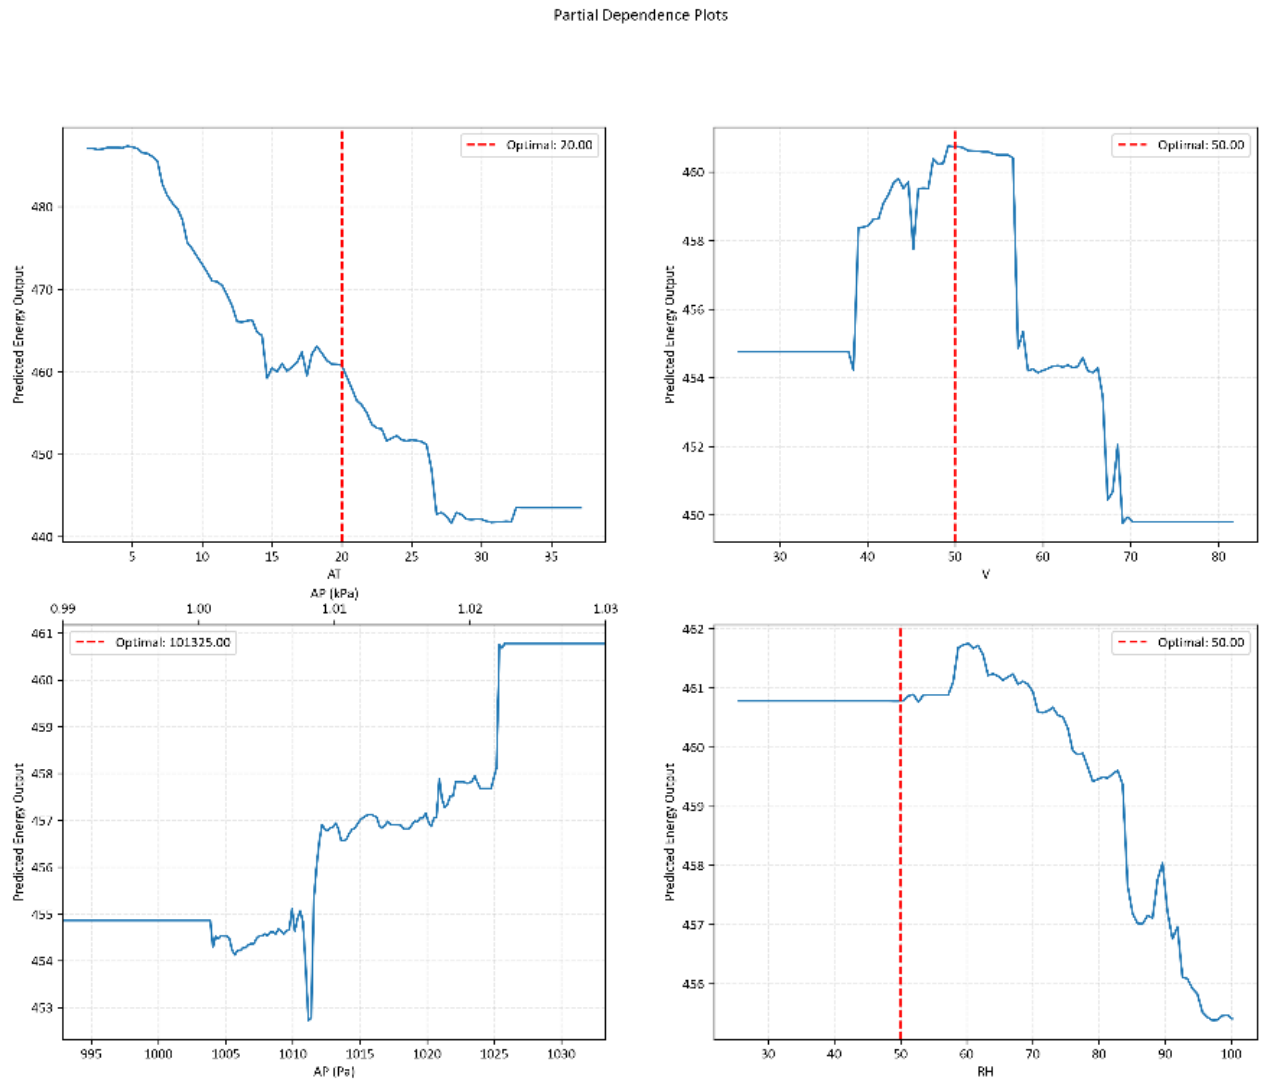 Partial Dependence Plots
Optimal: 20.00
480
470
460
450
440
Predicted Energy Output
5 10 15 20 25 30 35
AT
Optimal: 50.00
460
458
456
454
452
450
Predicted Energy Output
30 40 50 60 70 80
V
AP (kPa)
0.99 1.00 1.01 1.02 1.03
Optimal: 101325.00
461
460
459
458
457
456
455
454
453
Predicted Energy Output
995 1000 1005 1010 1015 1020 1025 1030
AP (Pa)
Optimal: 50.00
462
461
460
459
458
457
456
Predicted Energy Output
30 40 50 60 70 80 90 100
RH